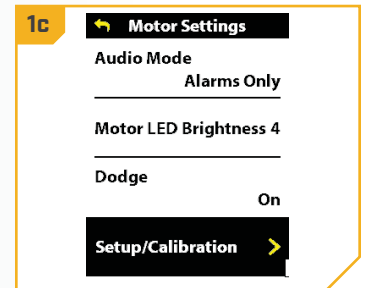 1c
Motor Settings
Audio Mode
Alarms Only
Motor LED Brightness 4
Dodge
On
Setup/Calibration